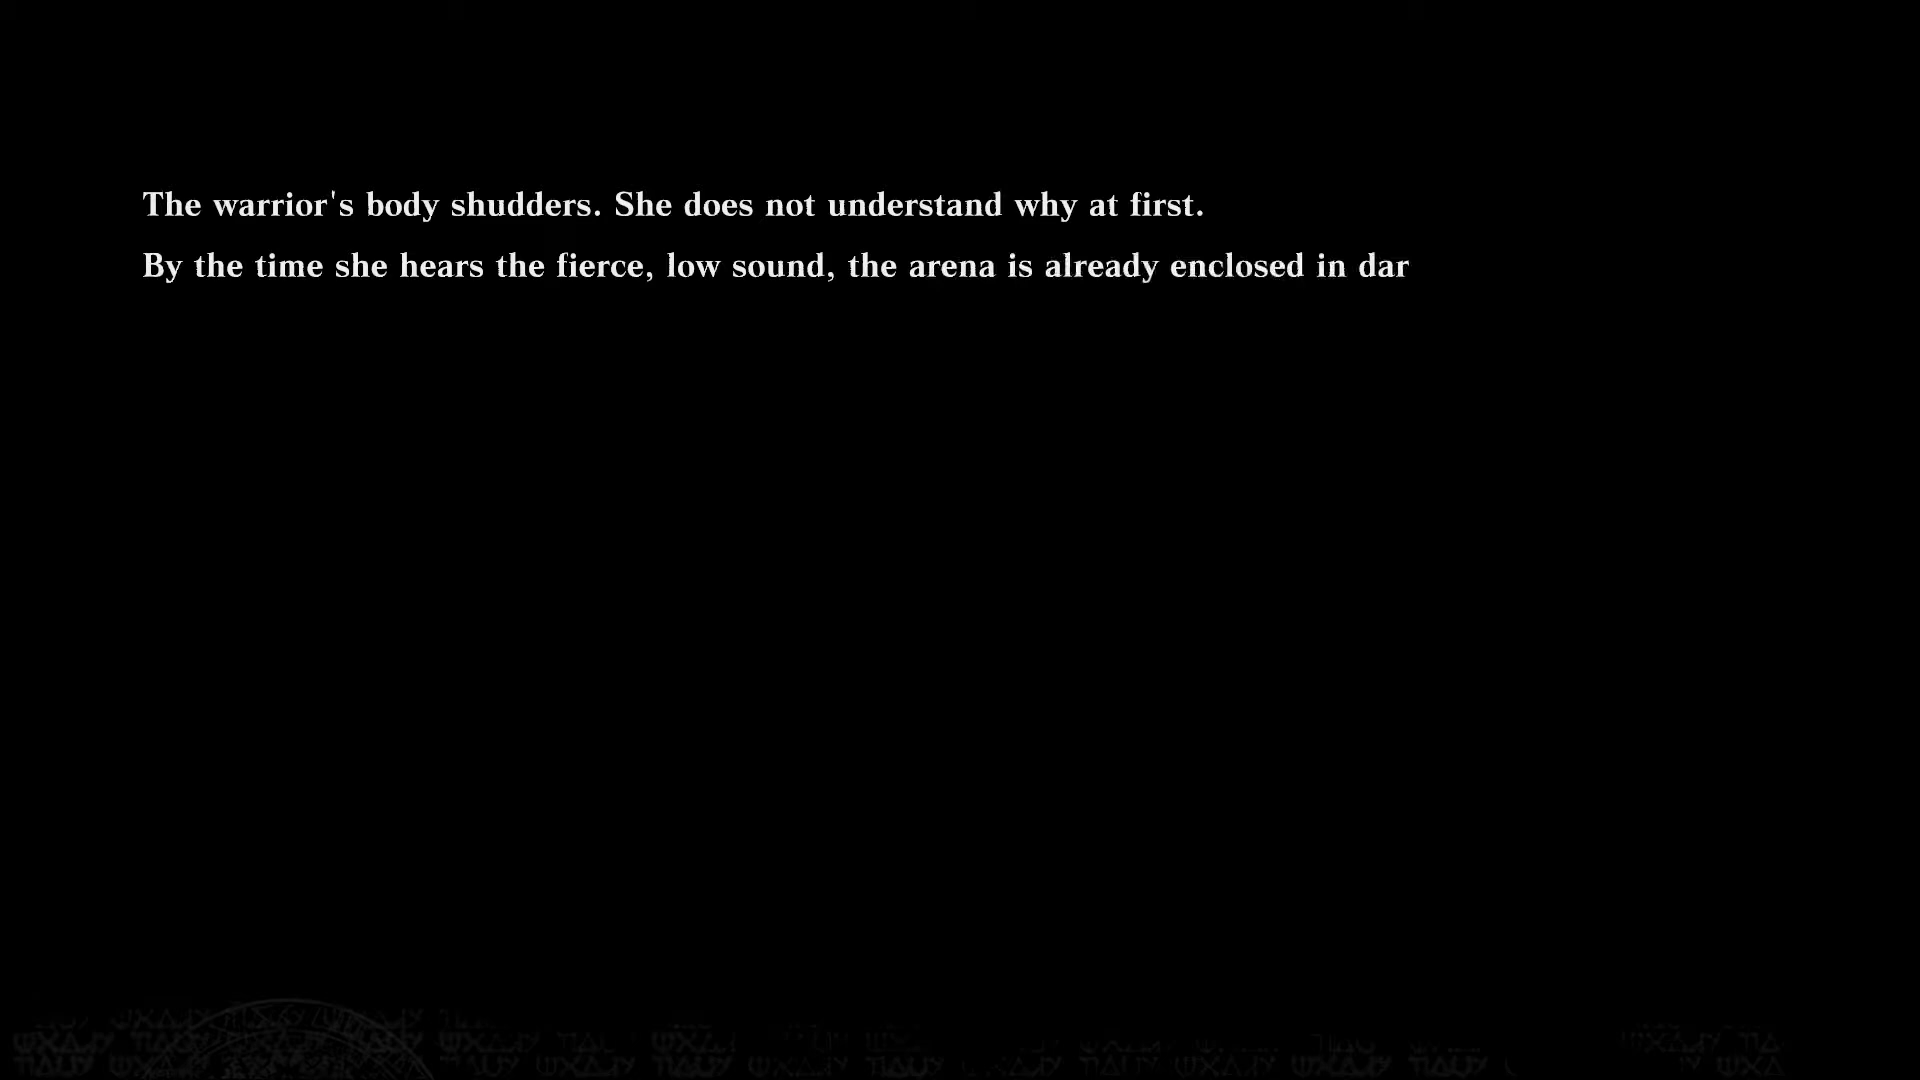 The warrior's body shudders. She does not understand why at first.
By the time she hears the fierce, low sound, the arena is already enclosed in dar